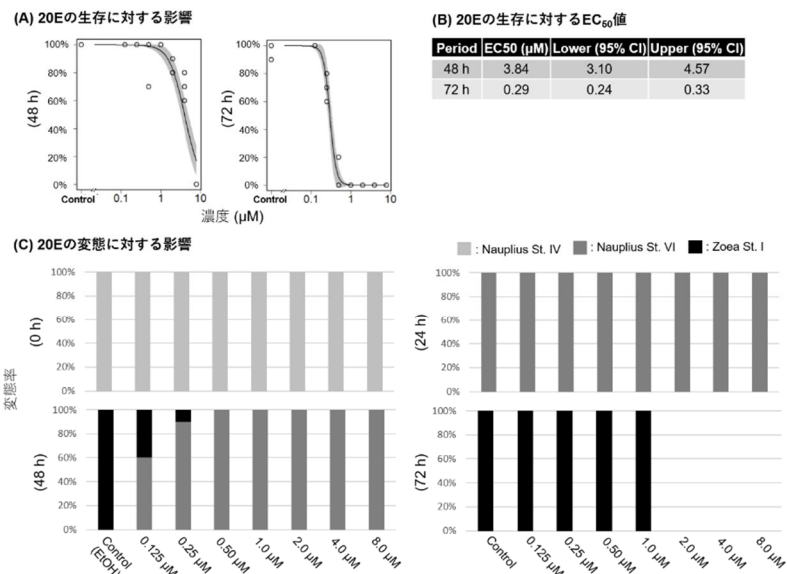 (A) 20Eの生存に対する影響
100%
80%
60%
40%
20%
0%
(48 h)
Control
0.1
1
10
100%
80%
60%
40%
20%
0%
(72 h)
Control
0.1
1
10
濃度 (μM)
(B) 20Eの生存に対するEC50値
Period EC50 (μM) Lower (95% CI) Upper (95% CI)
48 h 3.84 3.10 4.57
72 h 0.29 0.24 0.33
(C) 20Eの変態に対する影響
: Nauplius St. IV : Nauplius St. VI : Zoea St. I
変態率
(0 h)
100%
80%
60%
40%
20%
0%
(24 h)
100%
80%
60%
40%
20%
0%
(48 h)
100%
80%
60%
40%
20%
0%
Control
(EtOH)
0.125 μM
0.25 μM
0.50 μM
1.0 μM
2.0 μM
4.0 μM
8.0 μM
(72 h)
100%
80%
60%
40%
20%
0%
Control
0.125 μM
0.25 μM
0.50 μM
1.0 μM
2.0 μM
4.0 μM
8.0 μM